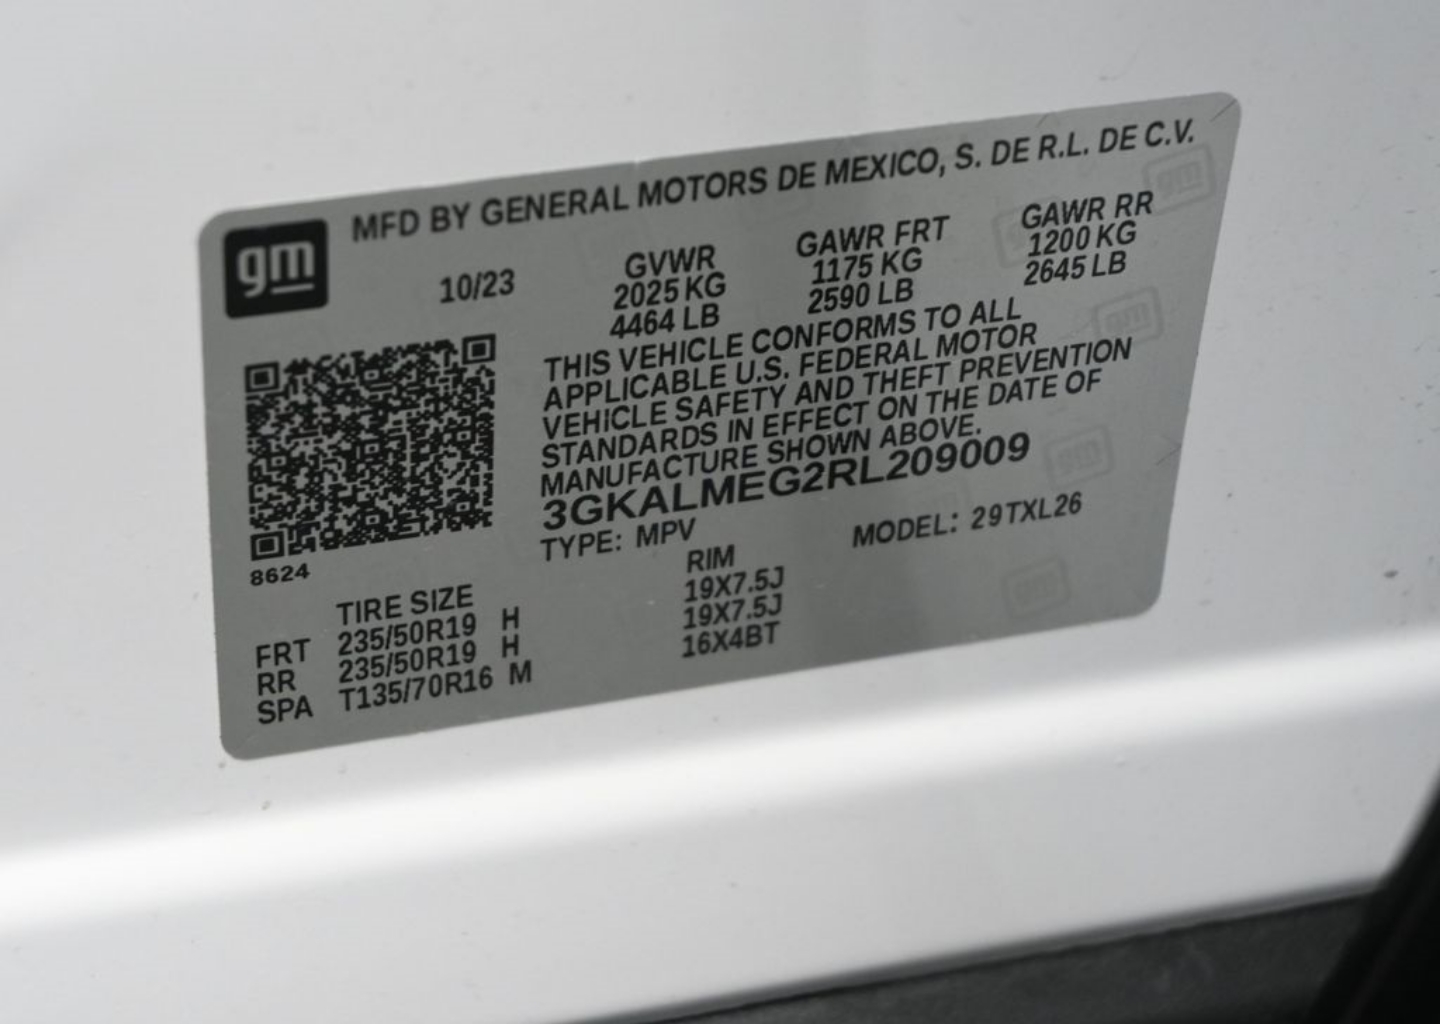 gm
MFD BY GENERAL MOTORS DE MEXICO, S. DE R.L. DE C.V.
10/23 GVWR GAWR FRT GAWR RR
2025 KG 1175 KG 1200 KG
4464 LB 2590 LB 2645 LB
THIS VEHICLE CONFORMS TO ALL
APPLICABLE U.S. FEDERAL MOTOR
VEHICLE SAFETY AND THEFT PREVENTION
STANDARDS IN EFFECT ON THE DATE OF
MANUFACTURE SHOWN ABOVE.
3GKALMEG2RL209009
TYPE: MPV MODEL: 29TXL26
8624
TIRE SIZE RIM
FRT 235/50R19 H 19X7.5J
RR 235/50R19 H 19X7.5J
SPA T135/70R16 M 16X4BT